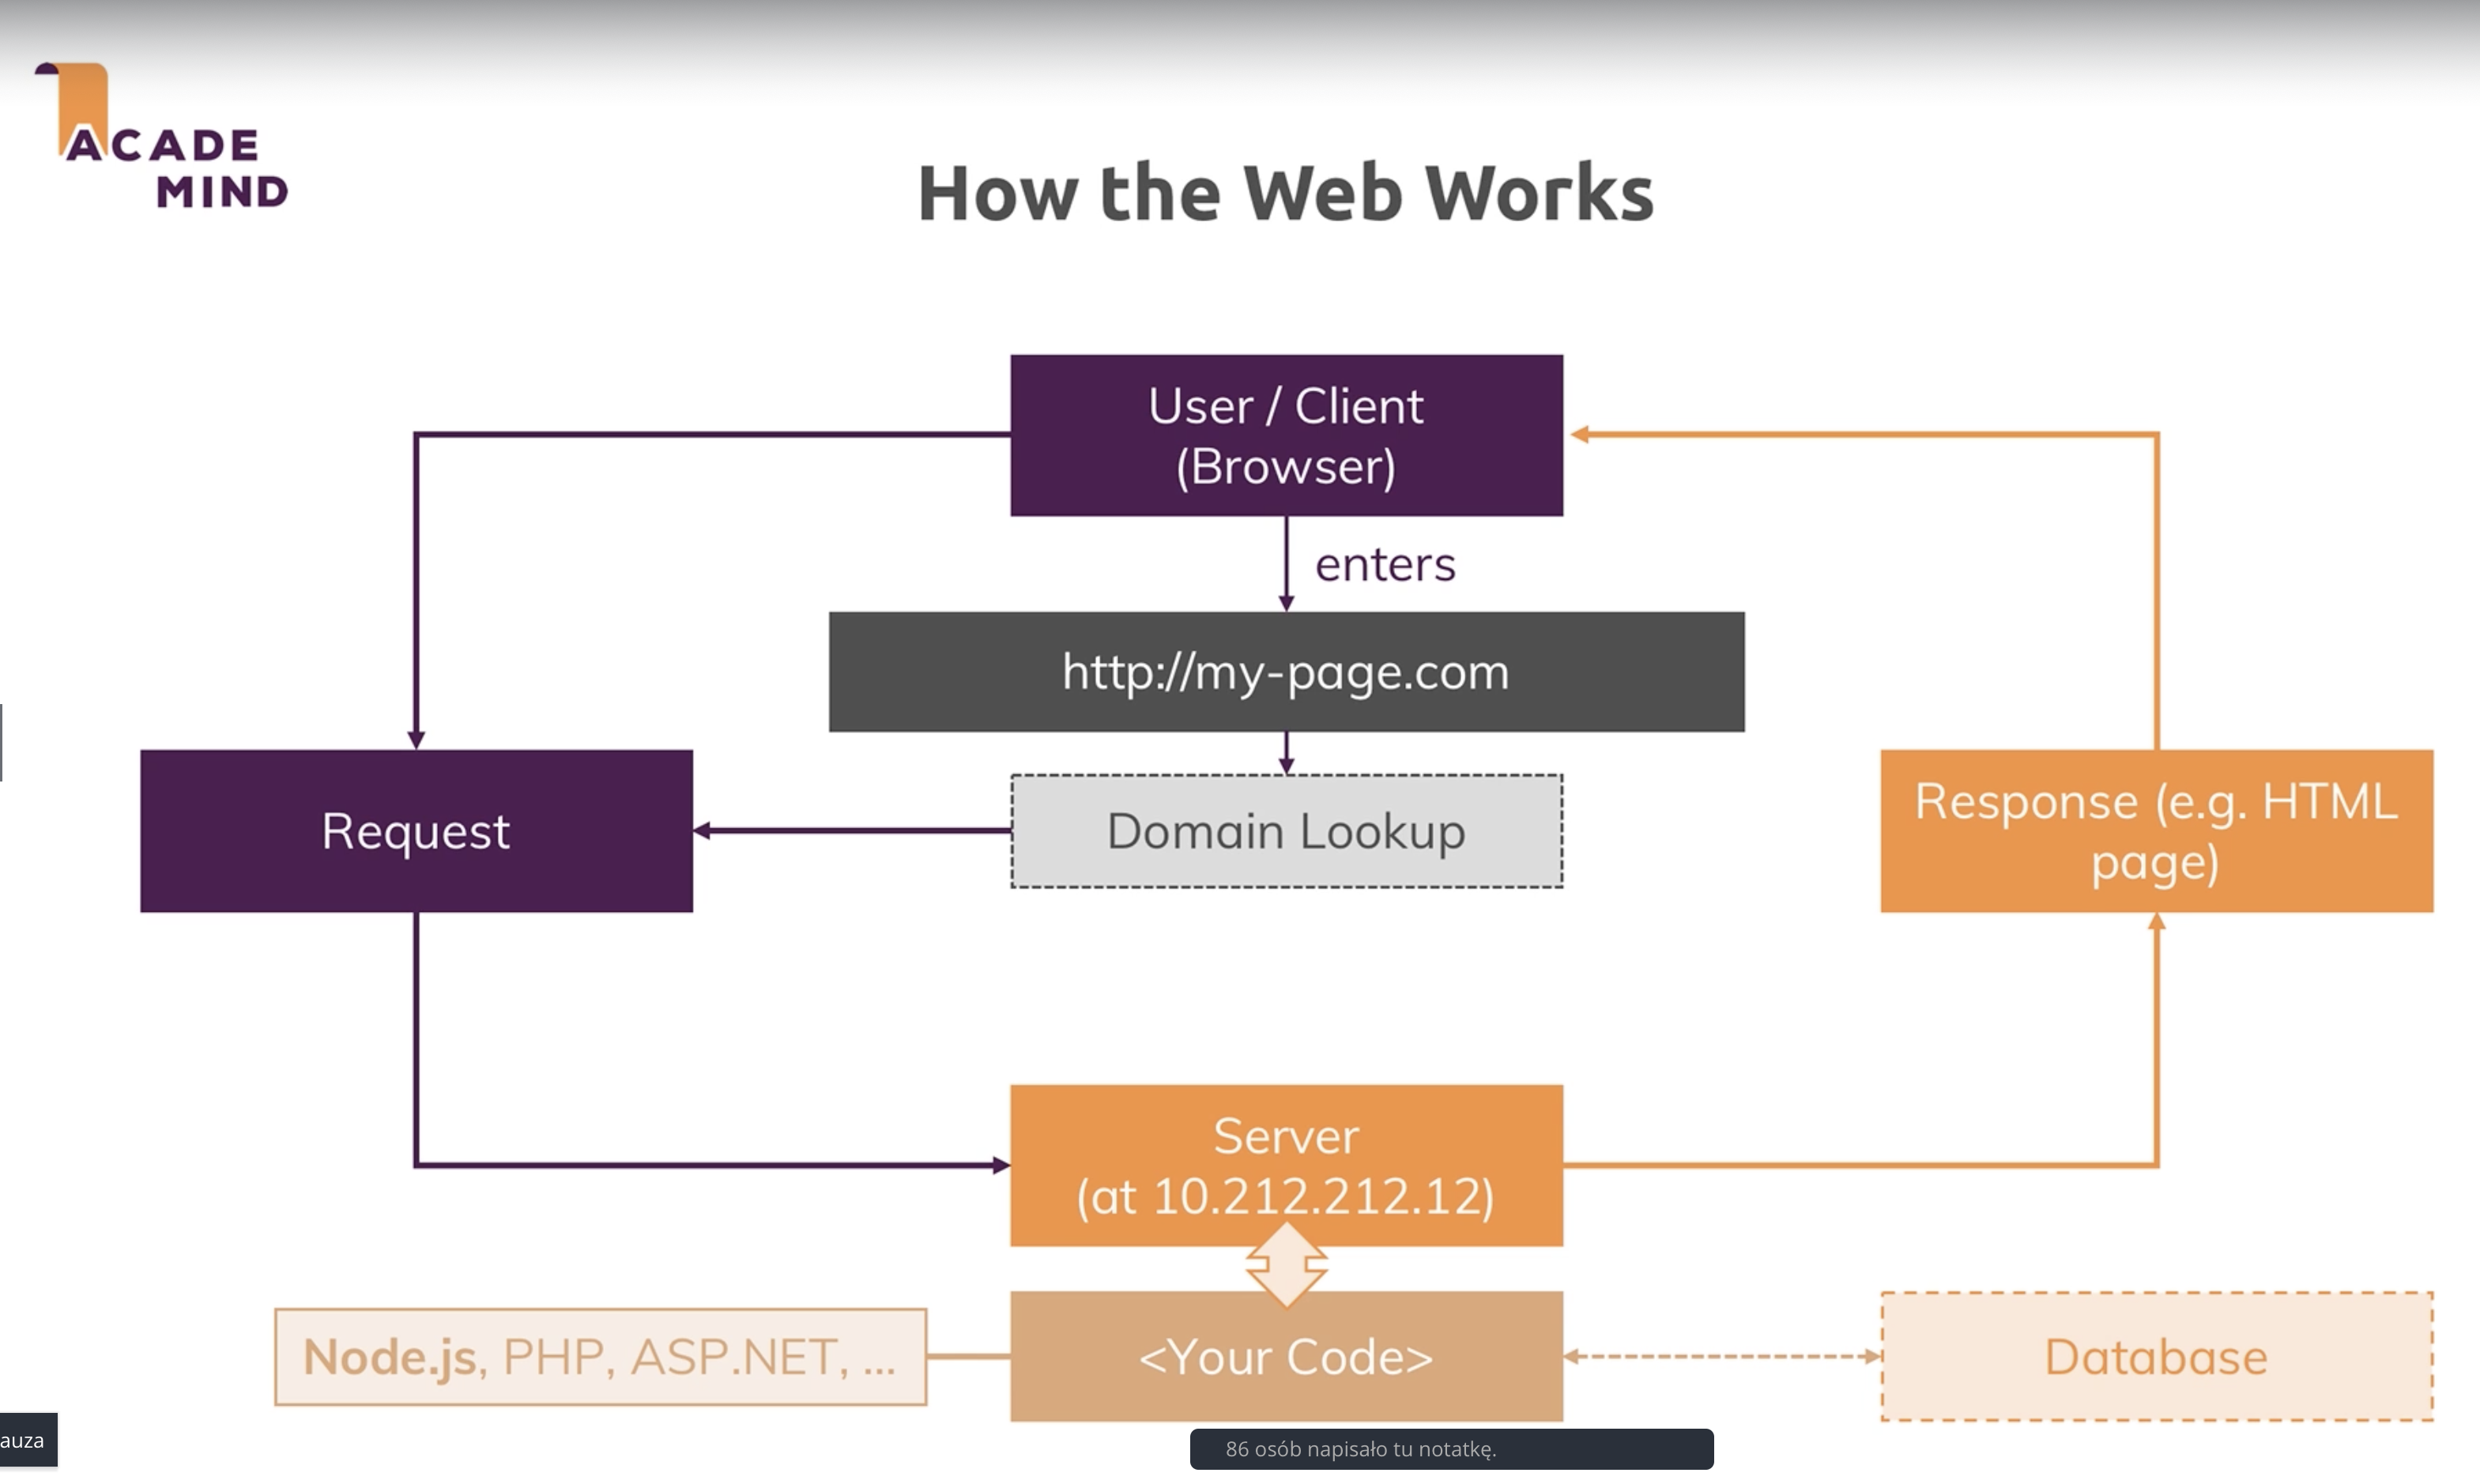 ACADE
MIND
How the Web Works
User / Client
(Browser)
enters
http://my-page.com
Request
Domain Lookup
Response (e.g. HTML
page)
Server
(at 10.212.212.12)
Node.js, PHP, ASP.NET, ...
<Your Code>
Database
auza
86 osób napisało tu notatkę.